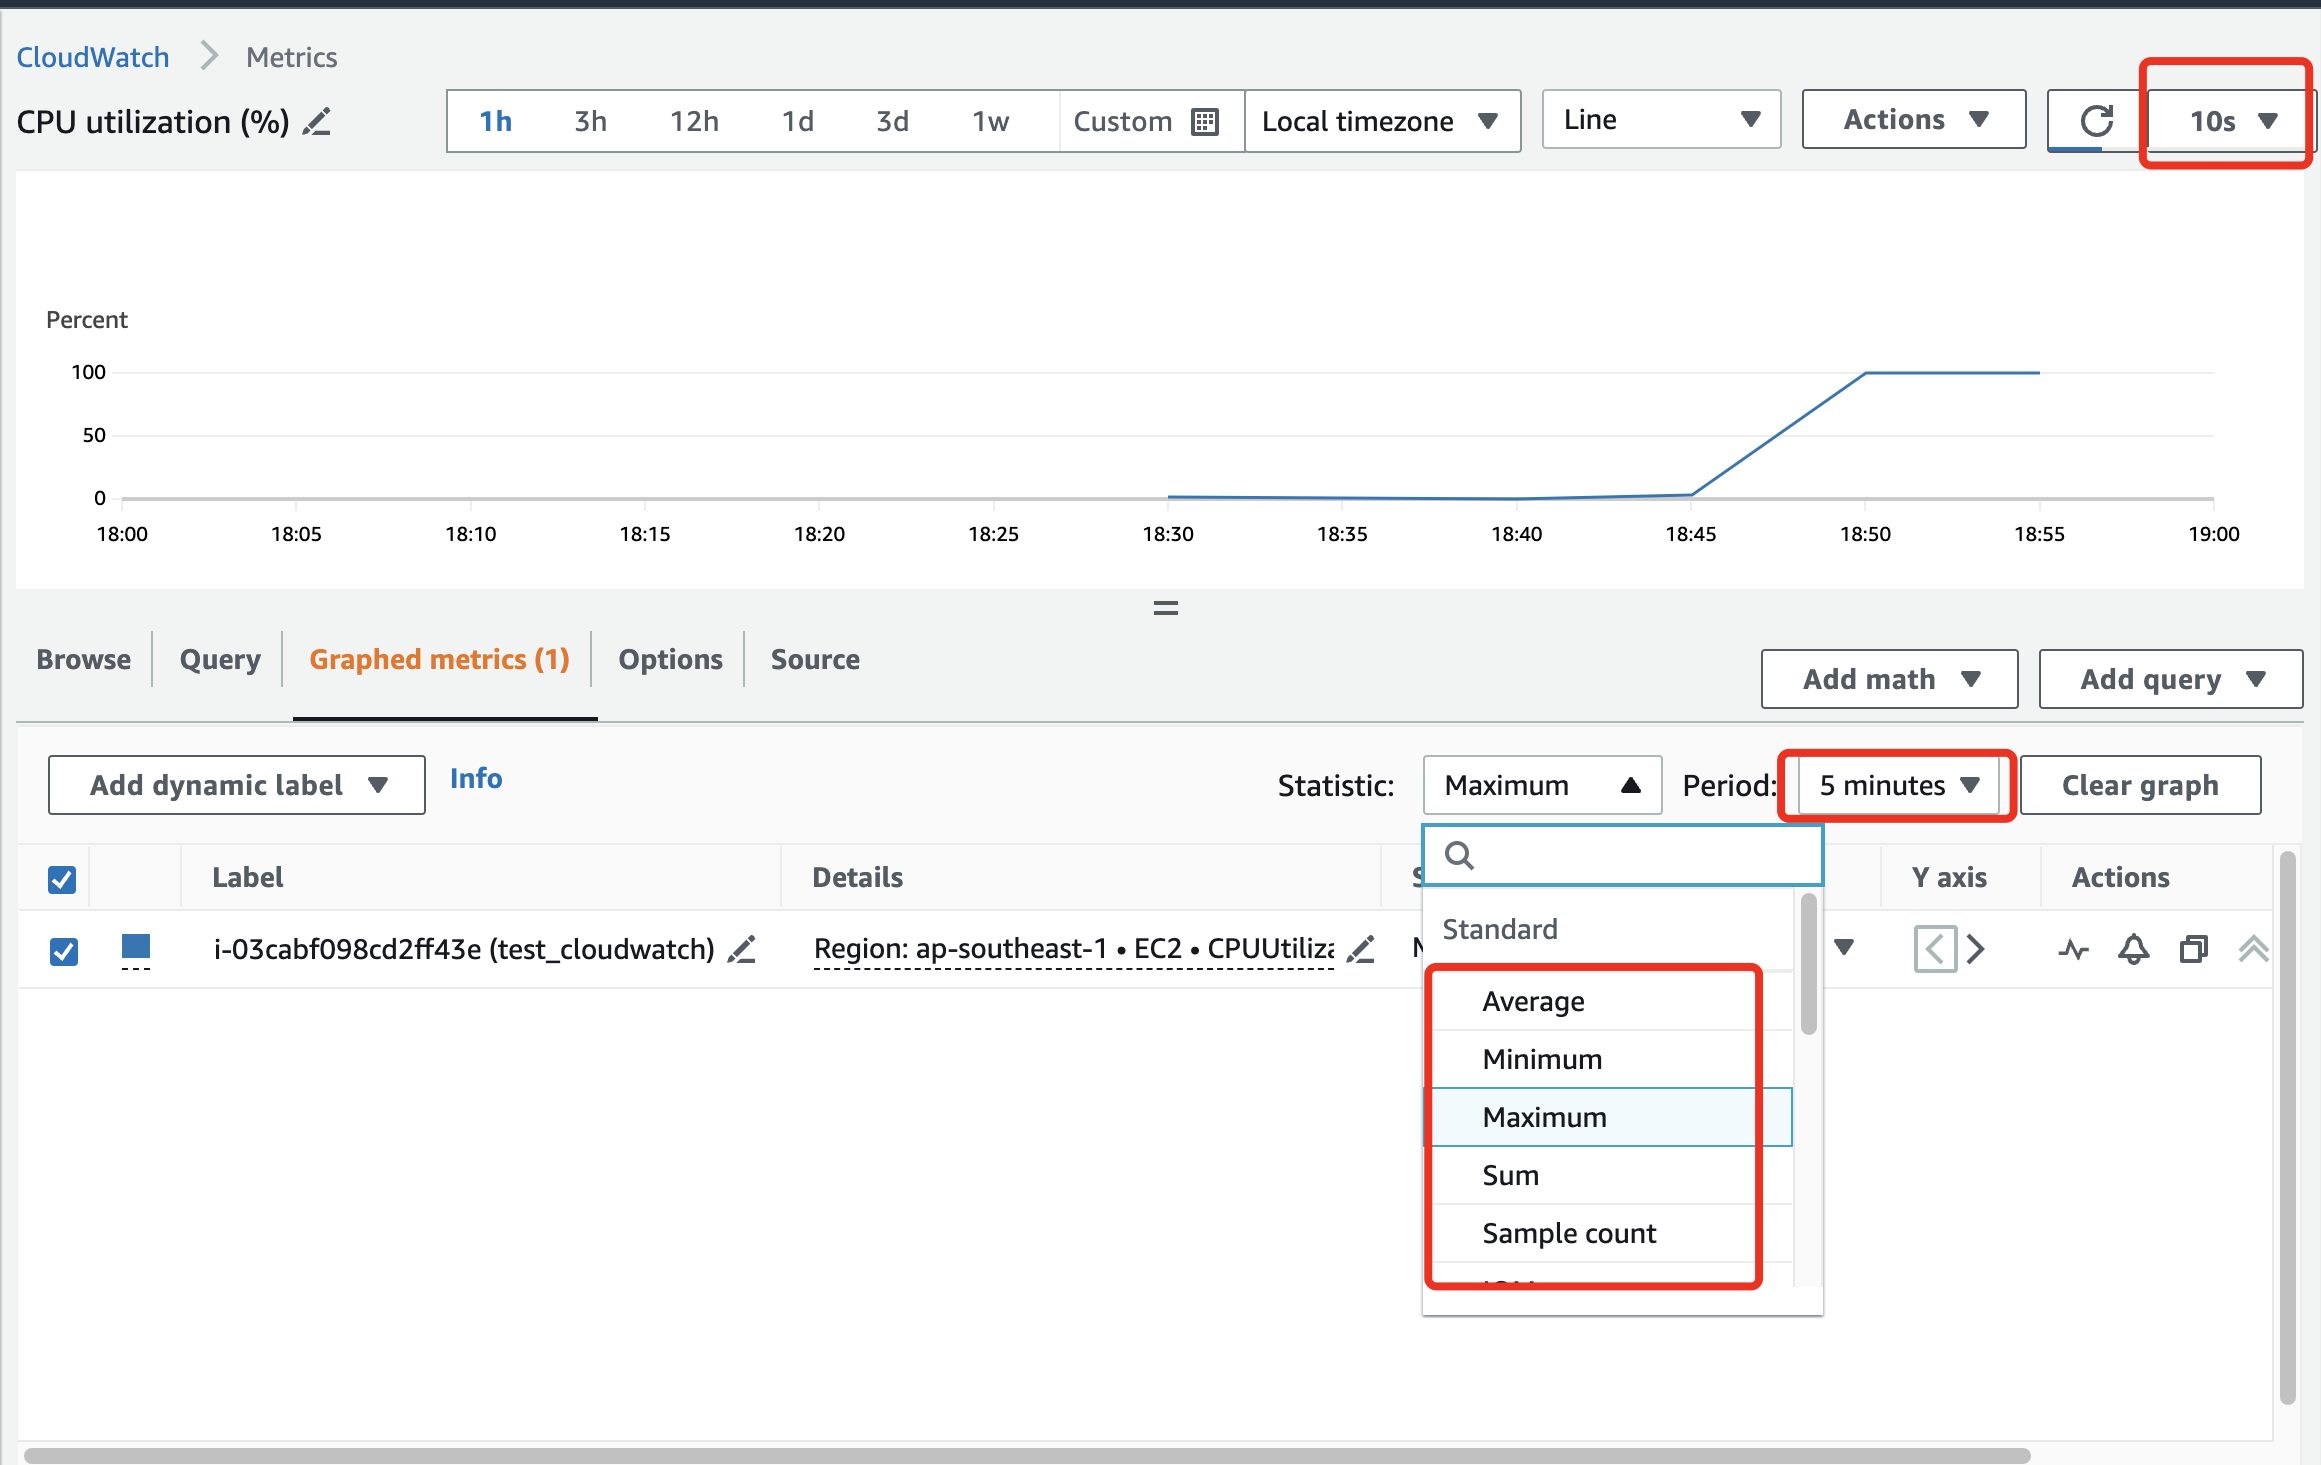 CloudWatch Metrics
CPU utilization (%)
1h 3h 12h 1d 3d 1w Custom Local timezone Line Actions 10s
Percent
100
50
0
18:00 18:05 18:10 18:15 18:20 18:25 18:30 18:35 18:40 18:45 18:50 18:55 19:00
Browse Query Graphed metrics (1) Options Source
Add math Add query
Add dynamic label Info Statistic: Maximum Period: 5 minutes Clear graph
Label Details Y axis Actions
i-03cabf098cd2ff43e (test_cloudwatch) Region: ap-southeast-1 • EC2 • CPUUtiliza
Standard
Average
Minimum
Maximum
Sum
Sample count